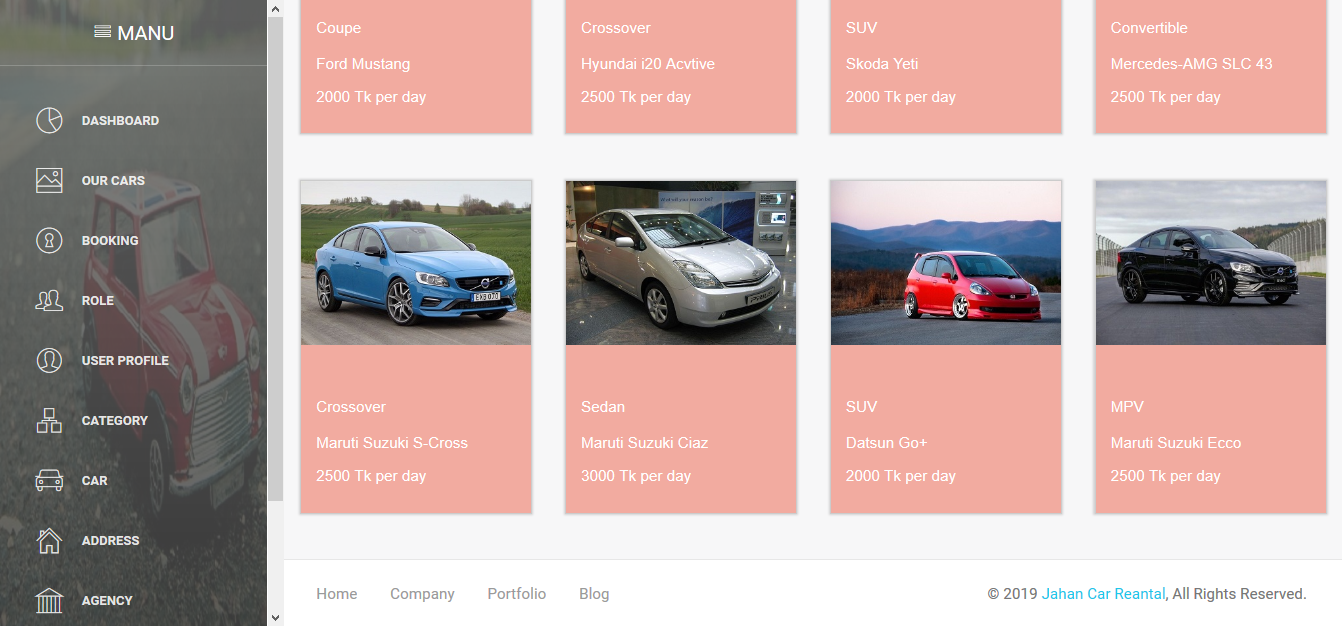 MANU
DASHBOARD
OUR CARS
BOOKING
ROLE
USER PROFILE
CATEGORY
CAR
ADDRESS
AGENCY
Coupe
Ford Mustang
2000 Tk per day
Crossover
Hyundai i20 Acvtive
2500 Tk per day
SUV
Skoda Yeti
2000 Tk per day
Convertible
Mercedes-AMG SLC 43
2500 Tk per day
Crossover
Maruti Suzuki S-Cross
2500 Tk per day
Sedan
Maruti Suzuki Ciaz
3000 Tk per day
SUV
Datsun Go+
2000 Tk per day
MPV
Maruti Suzuki Ecco
2500 Tk per day
Home Company Portfolio Blog
© 2019 Jahan Car Reantal, All Rights Reserved.